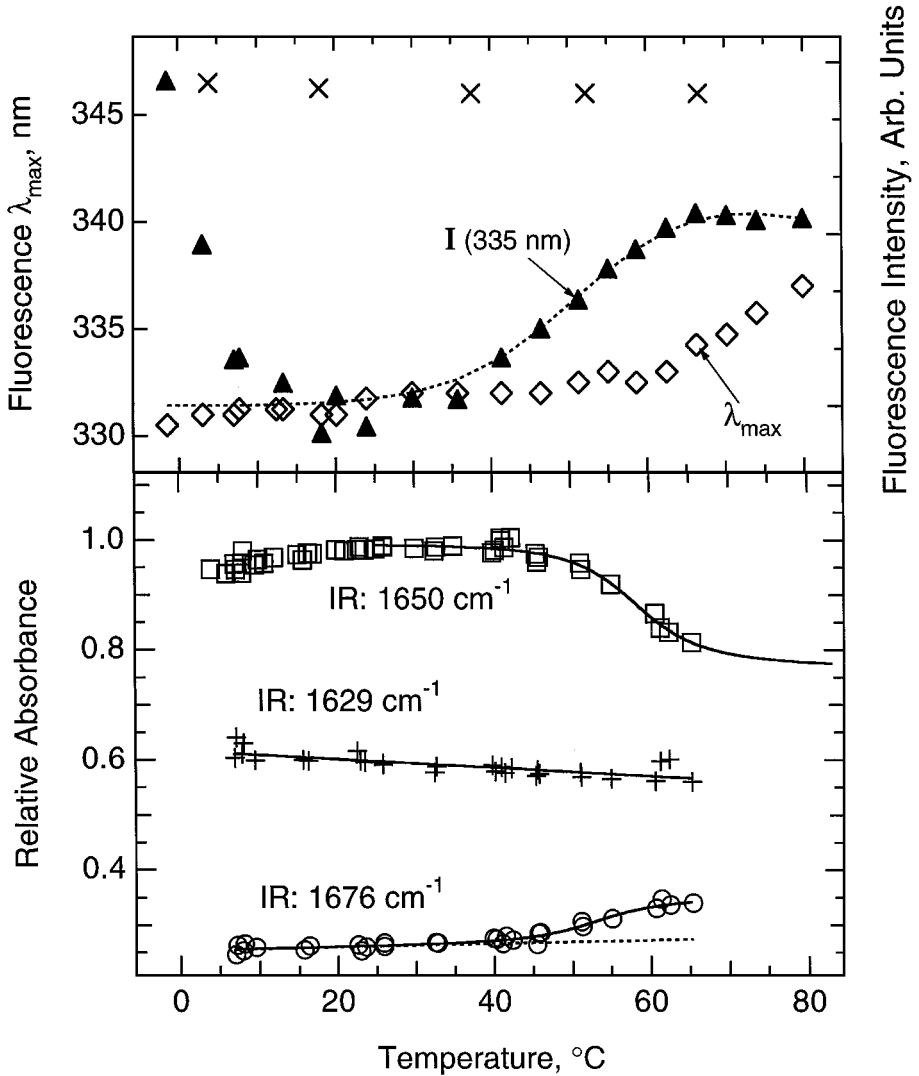 Fluorescence λmax, nm
345
340
335
330
I (335 nm)
λmax
Fluorescence Intensity, Arb. Units
Relative Absorbance
1.0
0.8
0.6
0.4
IR: 1650 cm-1
IR: 1629 cm-1
IR: 1676 cm-1
0 20 40 60 80
Temperature, °C